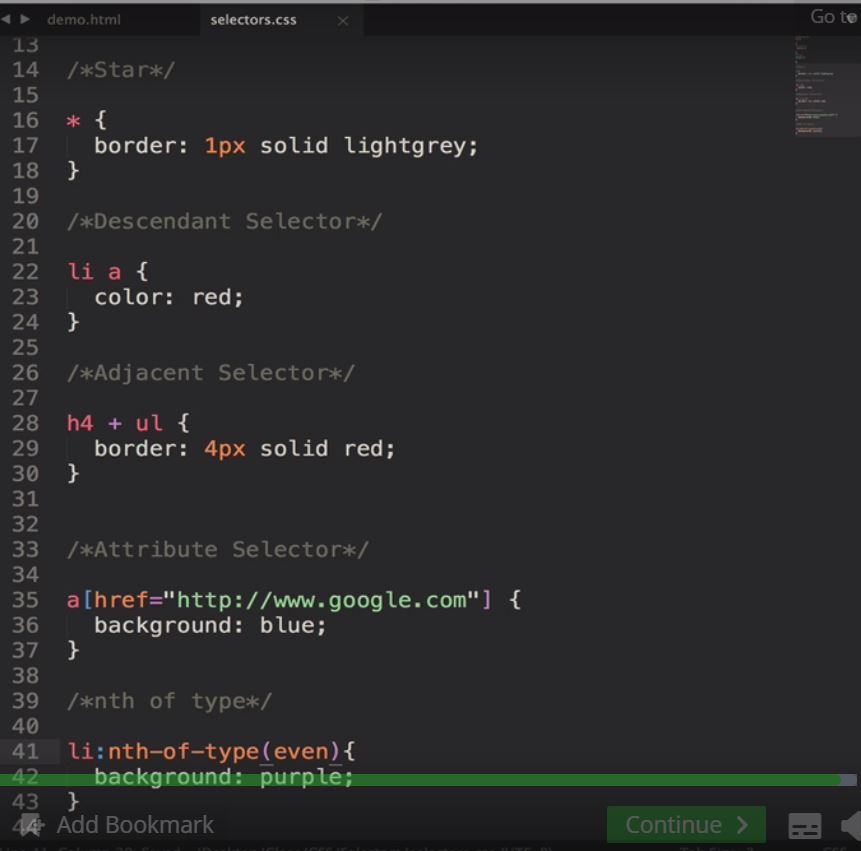 demo.html selectors.css Go to
13
14 /*Star*/
15
16 * {
17 border: 1px solid lightgrey;
18 }
19
20 /*Descendant Selector*/
21
22 li a {
23 color: red;
24 }
25
26 /*Adjacent Selector*/
27
28 h4 + ul {
29 border: 4px solid red;
30 }
31
32
33 /*Attribute Selector*/
34
35 a[href="http://www.google.com"] {
36 background: blue;
37 }
38
39 /*nth of type*/
40
41 li:nth-of-type(even){
42 background: purple;
43 }
Add Bookmark Continue